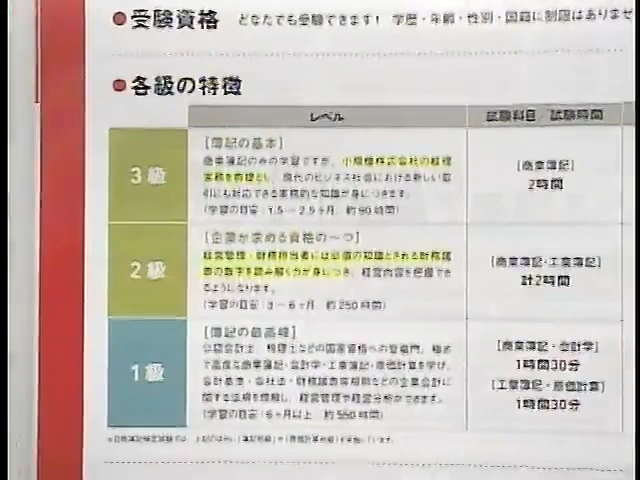 ●受験資格 どなたでも受験できます！ 学歴・年齢・性別・国籍に制限はありませ
●各級の特徴
レベル 試験科目／試験時間
3級
［簿記の基本］
商業簿記のみの学習ですが、小規模株式会社の経理
実務を前提とし、現代のビジネス社会における新しい取
引にも対応できる実務的な知識が身につきます。
(学習の目安：1.5～2.5ヶ月 約90時間)
［商業簿記］
2時間
2級
［企業が求める資格の一つ］
経営管理・財務担当者には必須の知識とされる財務諸
表の数字を読み解く力が身につき、経営内容を把握でき
るようになります。
(学習の目安：3～6ヶ月 約250時間)
［商業簿記・工業簿記］
計2時間
1級
［簿記の最高峰］
公認会計士、税理士などの国家資格への登竜門。極め
て高度な商業簿記・会計学・工業簿記・原価計算を学び、
会計基準・会社法・財務諸表等規則などの企業会計に
関する法規を理解し、経営管理や経営分析ができます。
(学習の目安：6ヶ月以上 約550時間)
［商業簿記・会計学］
1時間30分
［工業簿記・原価計算］
1時間30分